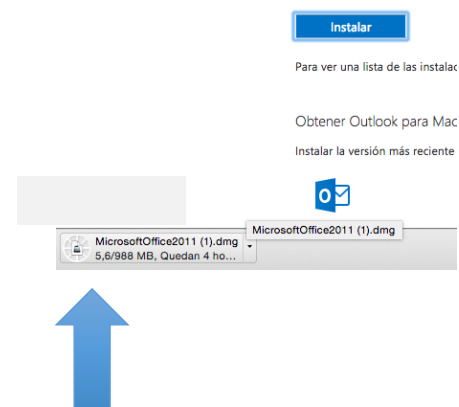 Instalar
Para ver una lista de las instalac
Obtener Outlook para Mac
Instalar la versión más reciente
MicrosoftOffice2011 (1).dmg
MicrosoftOffice2011 (1).dmg
5,6/988 MB, Quedan 4 ho...